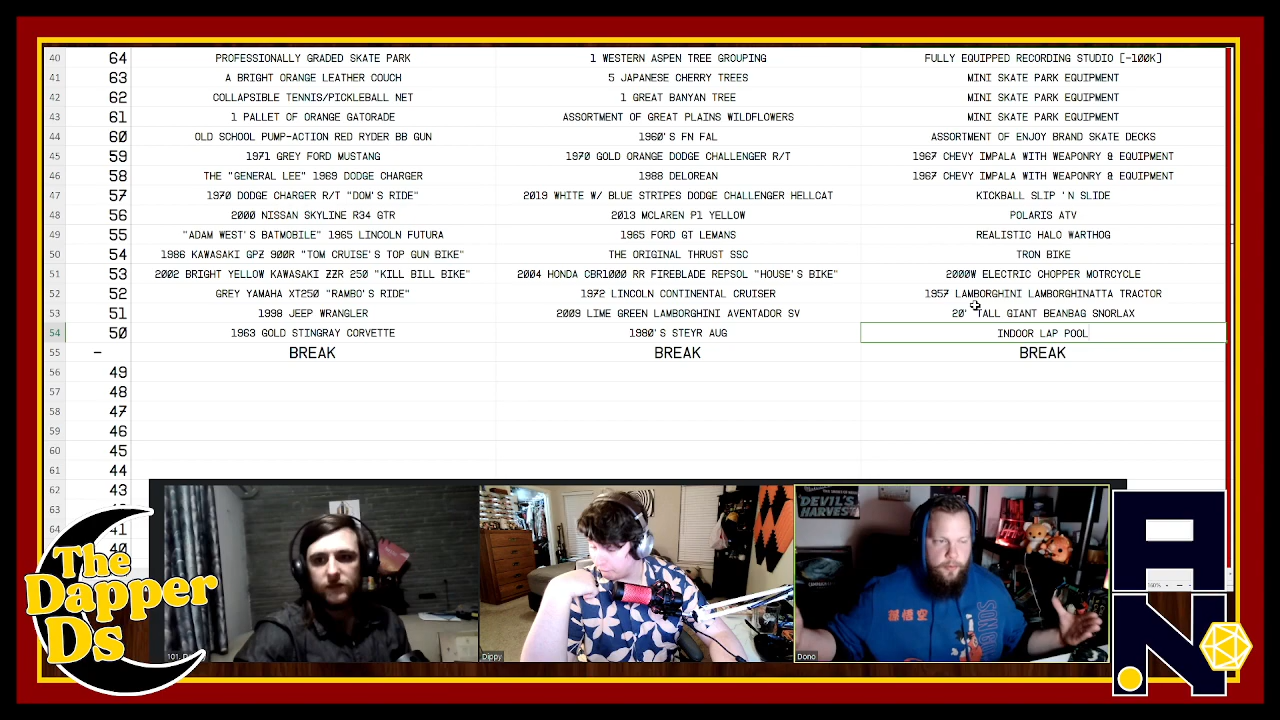 40 64 PROFESSIONALLY GRADED SKATE PARK 1 WESTERN ASPEN TREE GROUPING FULLY EQUIPPED RECORDING STUDIO [-100K]
41 63 A BRIGHT ORANGE LEATHER COUCH 5 JAPANESE CHERRY TREES MINI SKATE PARK EQUIPMENT
42 62 COLLAPSIBLE TENNIS/PICKLEBALL NET 1 GREAT BANYAN TREE MINI SKATE PARK EQUIPMENT
43 61 1 PALLET OF ORANGE GATORADE ASSORTMENT OF GREAT PLAINS WILDFLOWERS MINI SKATE PARK EQUIPMENT
44 60 OLD SCHOOL PUMP-ACTION RED RYDER BB GUN 1960'S FN FAL ASSORTMENT OF ENJOY BRAND SKATE DECKS
45 59 1971 GREY FORD MUSTANG 1970 GOLD ORANGE DODGE CHALLENGER R/T 1967 CHEVY IMPALA WITH WEAPONRY & EQUIPMENT
46 58 THE "GENERAL LEE" 1969 DODGE CHARGER 1988 DELOREAN 1967 CHEVY IMPALA WITH WEAPONRY & EQUIPMENT
47 57 1970 DODGE CHARGER R/T "DOM'S RIDE" 2019 WHITE W/ BLUE STRIPES DODGE CHALLENGER HELLCAT KICKBALL SLIP 'N SLIDE
48 56 2000 NISSAN SKYLINE R34 GTR 2013 MCLAREN P1 YELLOW POLARIS ATV
49 55 "ADAM WEST'S BATMOBILE" 1965 LINCOLN FUTURA 1965 FORD GT LEMANS REALISTIC HALO WARTHOG
50 54 1986 KAWASAKI GPZ 900R "TOM CRUISE'S TOP GUN BIKE" THE ORIGINAL THRUST SSC TRON BIKE
51 53 2002 BRIGHT YELLOW KAWASAKI ZZR 250 "KILL BILL BIKE" 2004 HONDA CBR1000 RR FIREBLADE REPSOL "HOUSE'S BIKE" 2000W ELECTRIC CHOPPER MOTRCYCLE
52 52 GREY YAMAHA XT250 "RAMBO'S RIDE" 1972 LINCOLN CONTINENTAL CRUISER 1957 LAMBORGHINI LAMBORGHINATTA TRACTOR
53 51 1998 JEEP WRANGLER 2009 LIME GREEN LAMBORGHINI AVENTADOR SV 20' TALL GIANT BEANBAG SNORLAX
54 50 1963 GOLD STINGRAY CORVETTE 1980'S STEYR AUG INDOOR LAP POOL
55 - BREAK BREAK BREAK
56 49
57 48
58 47
59 46
60 45
61 44
62 43
63
64 41
40
DEVIL'S
HARVEST
孫悟空
The
Dapper
Ds
101.
Dippy
Dono
160%
A
N